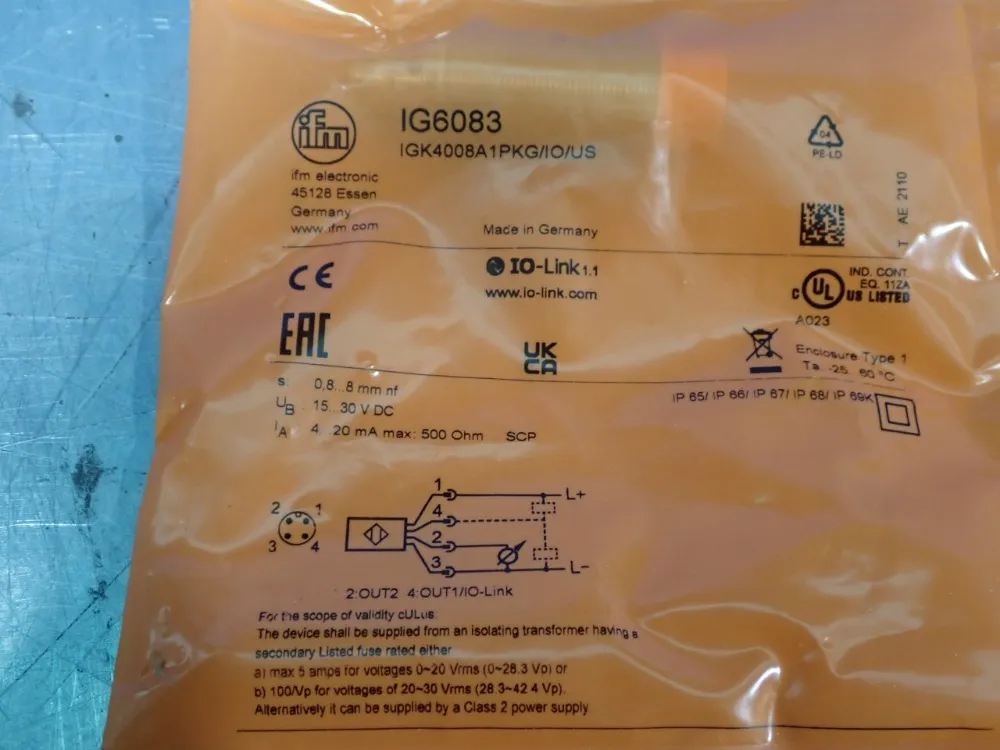 ifm
IG6083
IGK4008A1PKG/IO/US
04
PE-LD
ifm electronic
45128 Essen
Germany
www.ifm.com
Made in Germany
T AE 2110
CE
IO-Link 1.1
www.io-link.com
C UL US LISTED
IND. CONT.
EQ. 11ZA
A023
EAC
UK
CA
Enclosure Type 1
Ta -25...60 °C
s 0,8...8 mm nf
UB 15...30 V DC
IA 4...20 mA max: 500 Ohm SCP
IP 65/ IP 66/ IP 67/ IP 68/ IP 69K
2 1
3 4
1 L+
4
2
3 L-
2:OUT2 4:OUT1/IO-Link
For the scope of validity cULus:
The device shall be supplied from an isolating transformer having a
secondary Listed fuse rated either
a) max 5 amps for voltages 0~20 Vrms (0~28.3 Vp) or
b) 100/Vp for voltages of 20~30 Vrms (28.3~42.4 Vp).
Alternatively it can be supplied by a Class 2 power supply